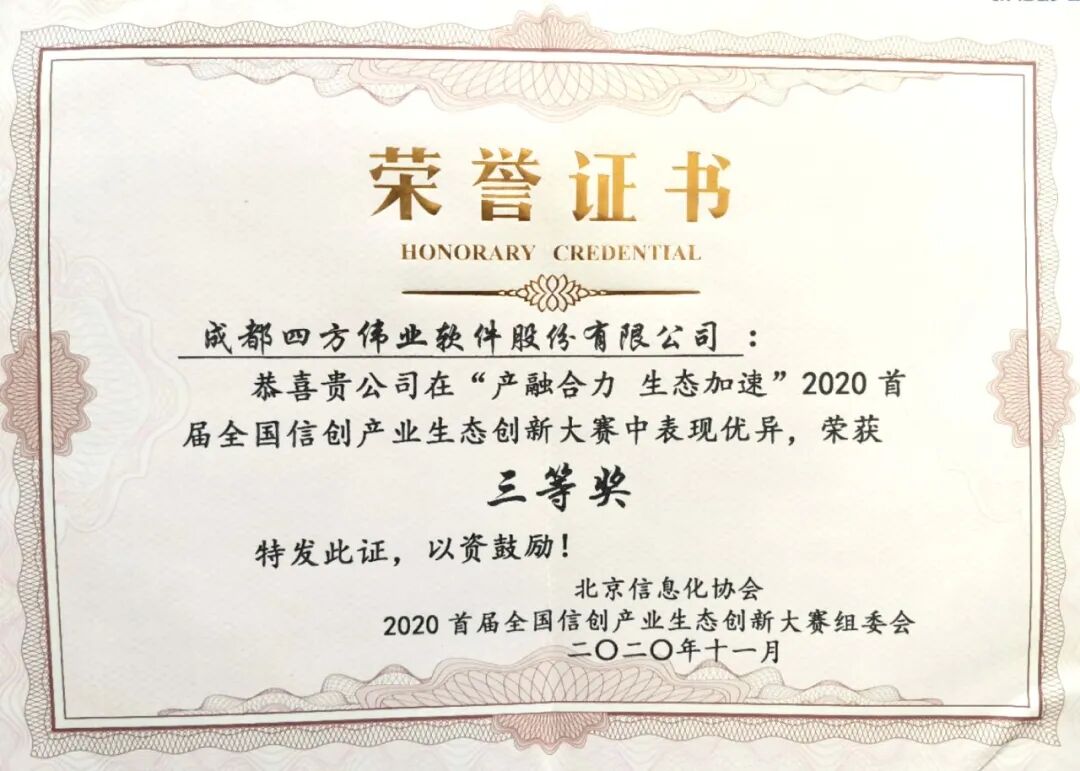 荣誉证书
HONORARY CREDENTIAL
成都四方伟业软件股份有限公司：
恭喜贵公司在“产融合力 生态加速”2020首
届全国信创产业生态创新大赛中表现优异，荣获
三等奖
特发此证，以资鼓励！
北京信息化协会
2020首届全国信创产业生态创新大赛组委会
二〇二〇年十一月